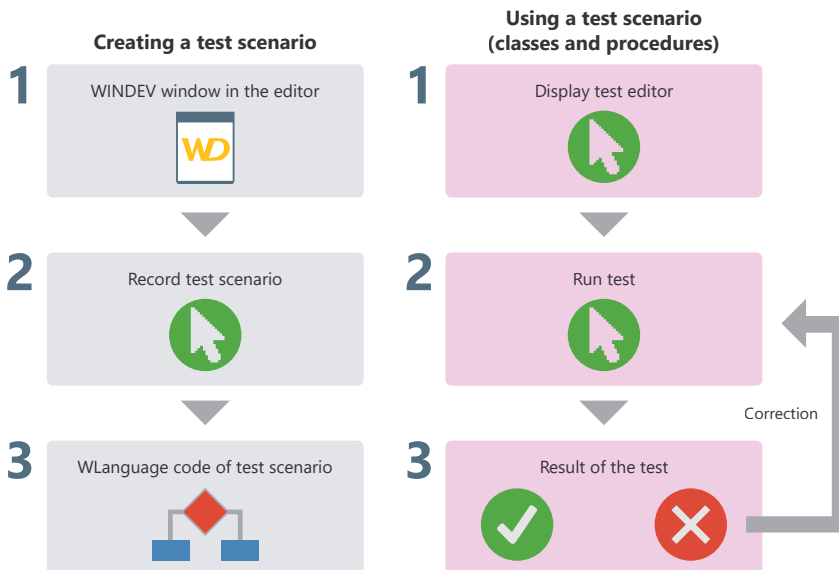 Creating a test scenario
1
WINDEV window in the editor
WD
2
Record test scenario
3
WLanguage code of test scenario
Using a test scenario
(classes and procedures)
1
Display test editor
2
Run test
Correction
3
Result of the test